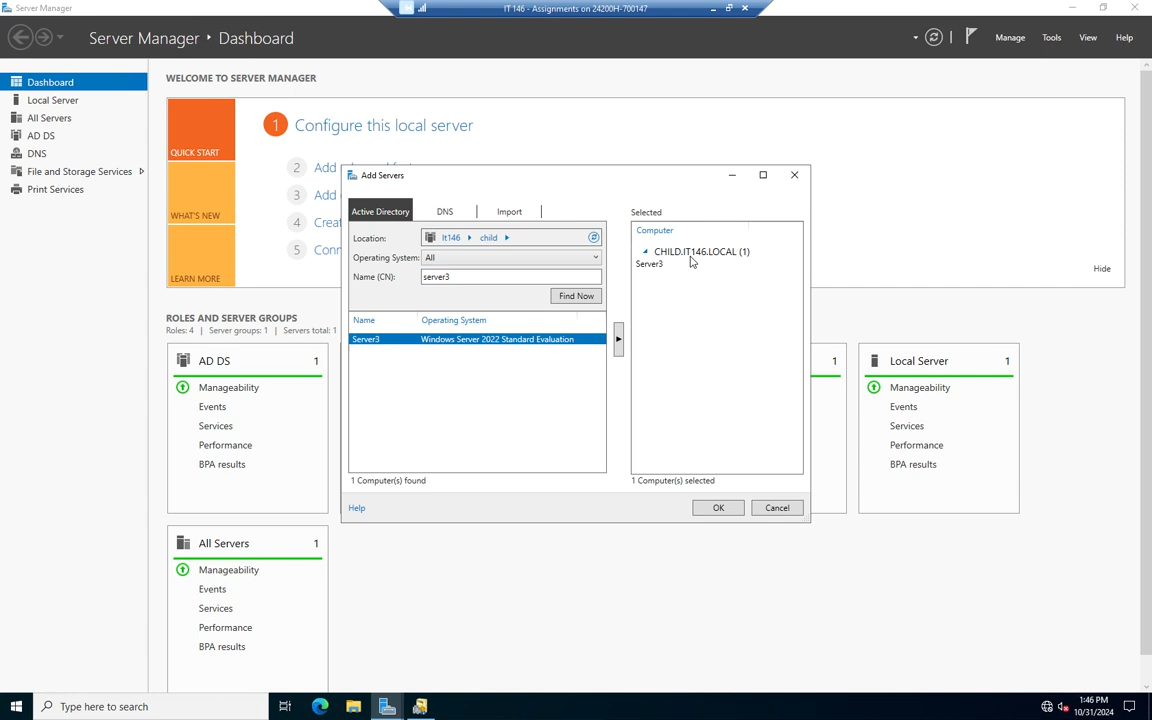 Server Manager
IT 146 - Assignments on 24200H-700147
Server Manager • Dashboard
Manage
Tools
View
Help
Dashboard
Local Server
All Servers
AD DS
DNS
File and Storage Services
Print Services
WELCOME TO SERVER MANAGER
QUICK START
WHAT'S NEW
LEARN MORE
1 Configure this local server
2
3
4
5
Hide
Add Servers
Active Directory
DNS
Import
Location:
It146
child
Operating System:
All
Name (CN):
server3
Find Now
Name
Operating System
Server3
Windows Server 2022 Standard Evaluation
1 Computer(s) found
Selected
Computer
CHILD.IT146.LOCAL (1)
Server3
1 Computer(s) selected
Help
OK
Cancel
ROLES AND SERVER GROUPS
Roles: 4 | Server groups: 1 | Servers total: 1
AD DS 1
Manageability
Events
Services
Performance
BPA results
1
Local Server 1
Manageability
Events
Services
Performance
BPA results
All Servers 1
Manageability
Events
Services
Performance
BPA results
Type here to search
1:46 PM
10/31/2024